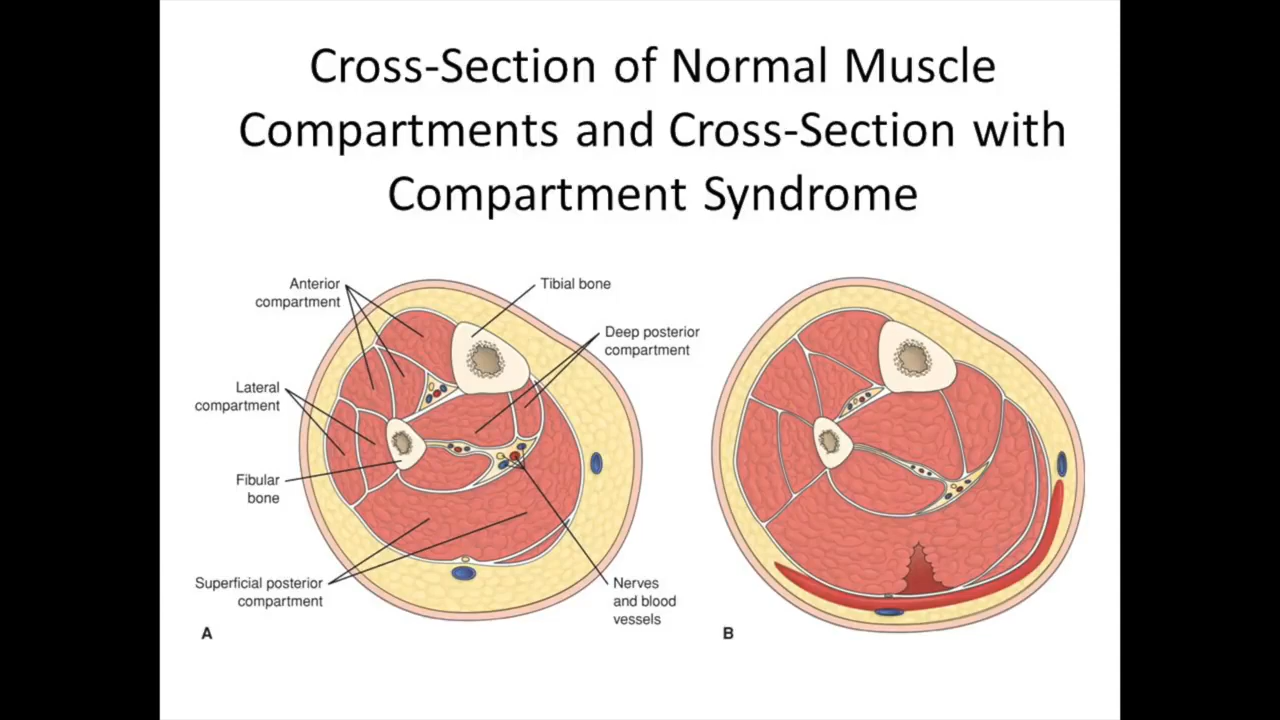 Cross-Section of Normal Muscle
Compartments and Cross-Section with
Compartment Syndrome
Anterior
compartment
Tibial bone
Deep posterior
compartment
Lateral
compartment
Fibular
bone
Superficial posterior
compartment
Nerves
and blood
vessels
A
B